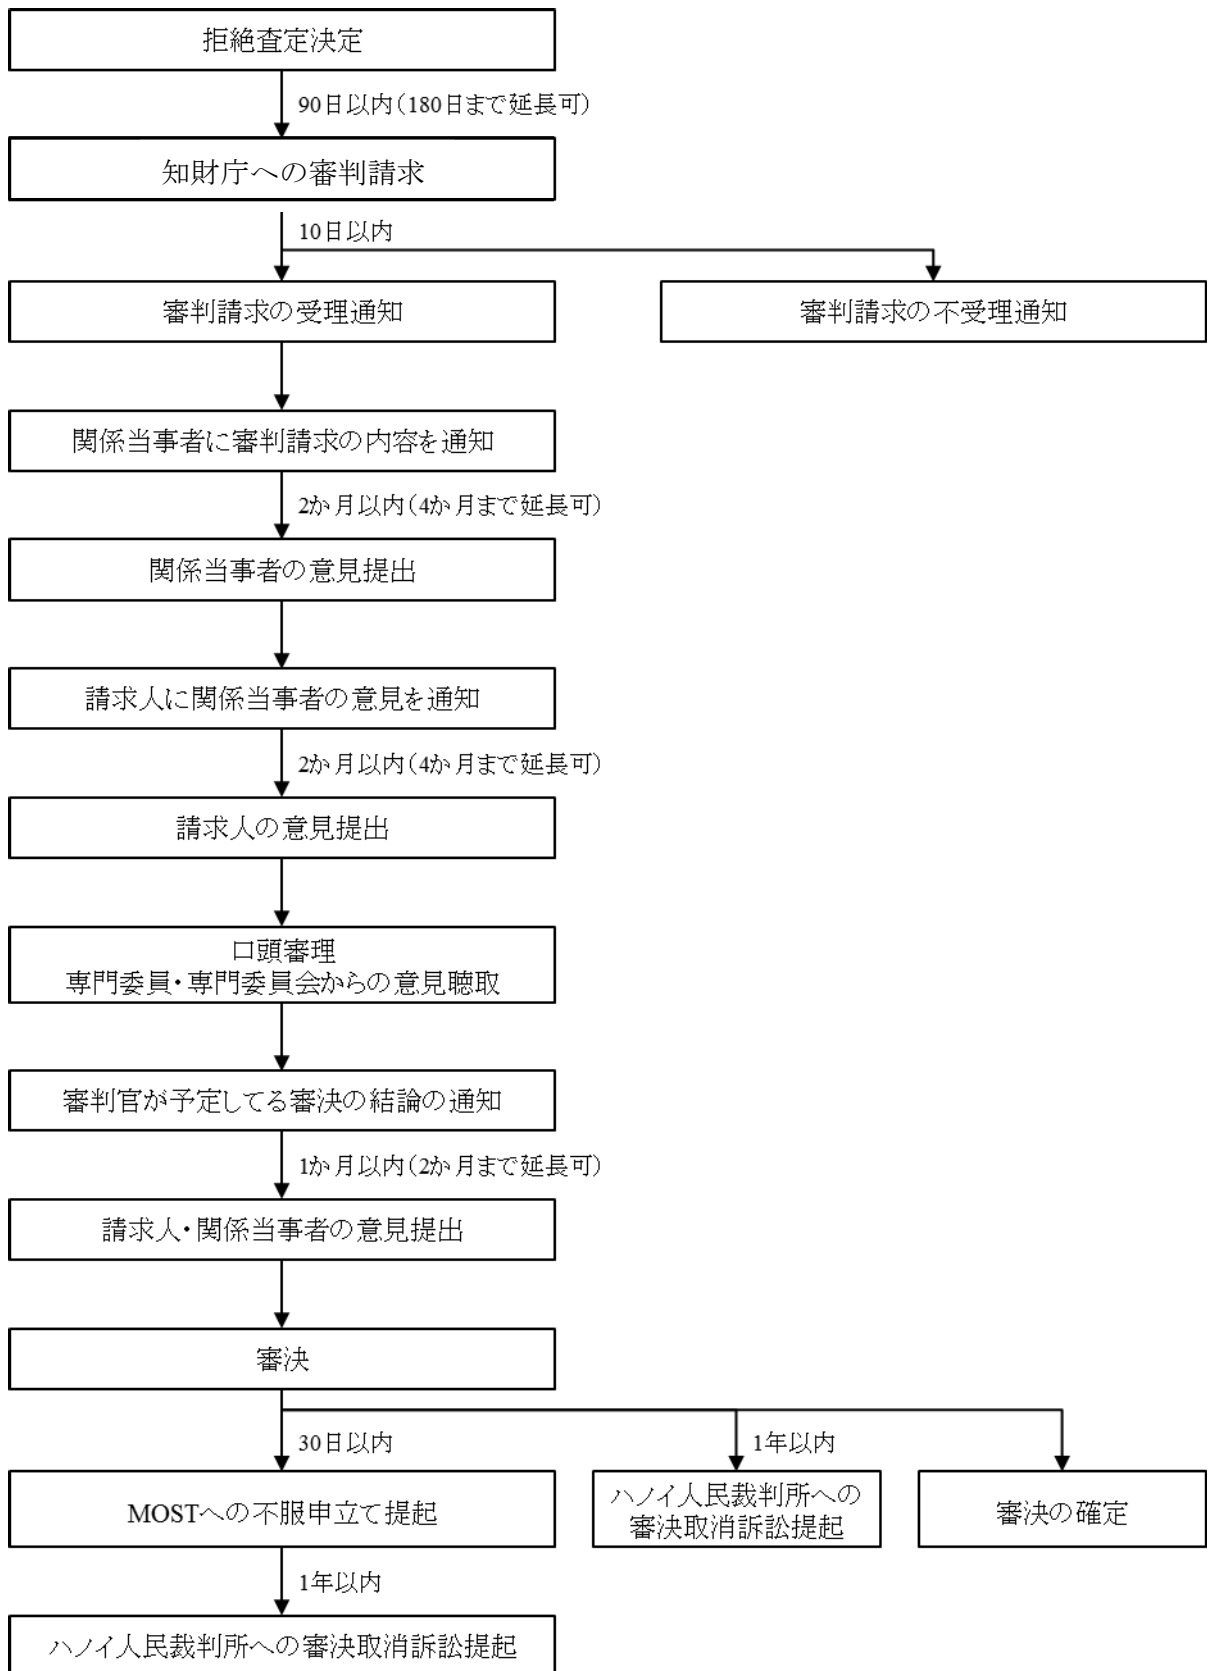 拒絶査定決定
90日以内(180日まで延長可)
知財庁への審判請求
10日以内
審判請求の受理通知
審判請求の不受理通知
関係当事者に審判請求の内容を通知
2か月以内(4か月まで延長可)
関係当事者の意見提出
請求人に関係当事者の意見を通知
2か月以内(4か月まで延長可)
請求人の意見提出
口頭審理
専門委員・専門委員会からの意見聴取
審判官が予定してる審決の結論の通知
1か月以内(2か月まで延長可)
請求人・関係当事者の意見提出
審決
30日以内
1年以内
MOSTへの不服申立て提起
ハノイ人民裁判所への
審決取消訴訟提起
審決の確定
1年以内
ハノイ人民裁判所への審決取消訴訟提起